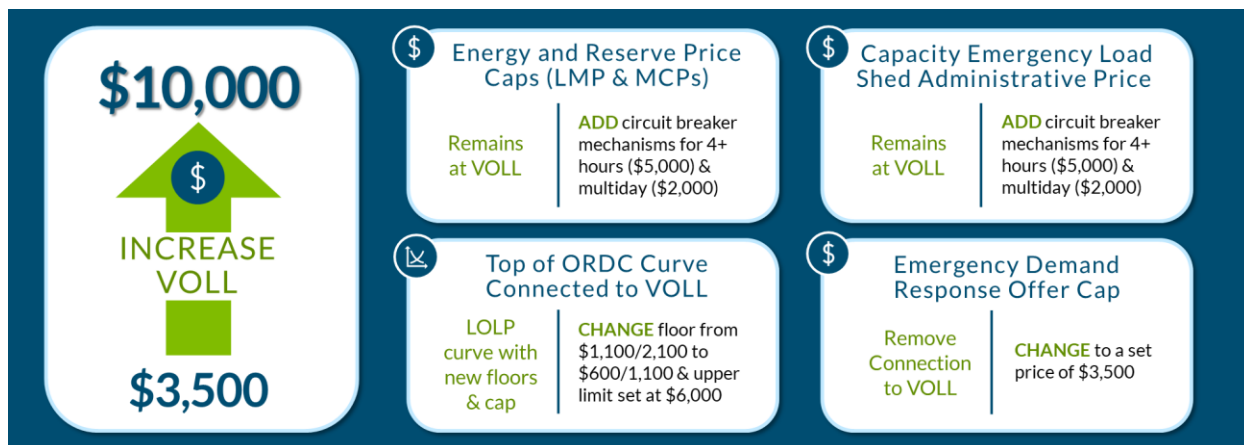 $10,000
$
INCREASE
VOLL
$3,500
$
Energy and Reserve Price
Caps (LMP & MCPs)
Remains
at VOLL
ADD circuit breaker
mechanisms for 4+
hours ($5,000) &
multiday ($2,000)
$
Capacity Emergency Load
Shed Administrative Price
Remains
at VOLL
ADD circuit breaker
mechanisms for 4+
hours ($5,000) &
multiday ($2,000)
Top of ORDC Curve
Connected to VOLL
LOLP
curve with
new floors
& cap
CHANGE floor from
$1,100/2,100 to
$600/1,100 & upper
limit set at $6,000
$
Emergency Demand
Response Offer Cap
Remove
Connection
to VOLL
CHANGE to a set
price of $3,500